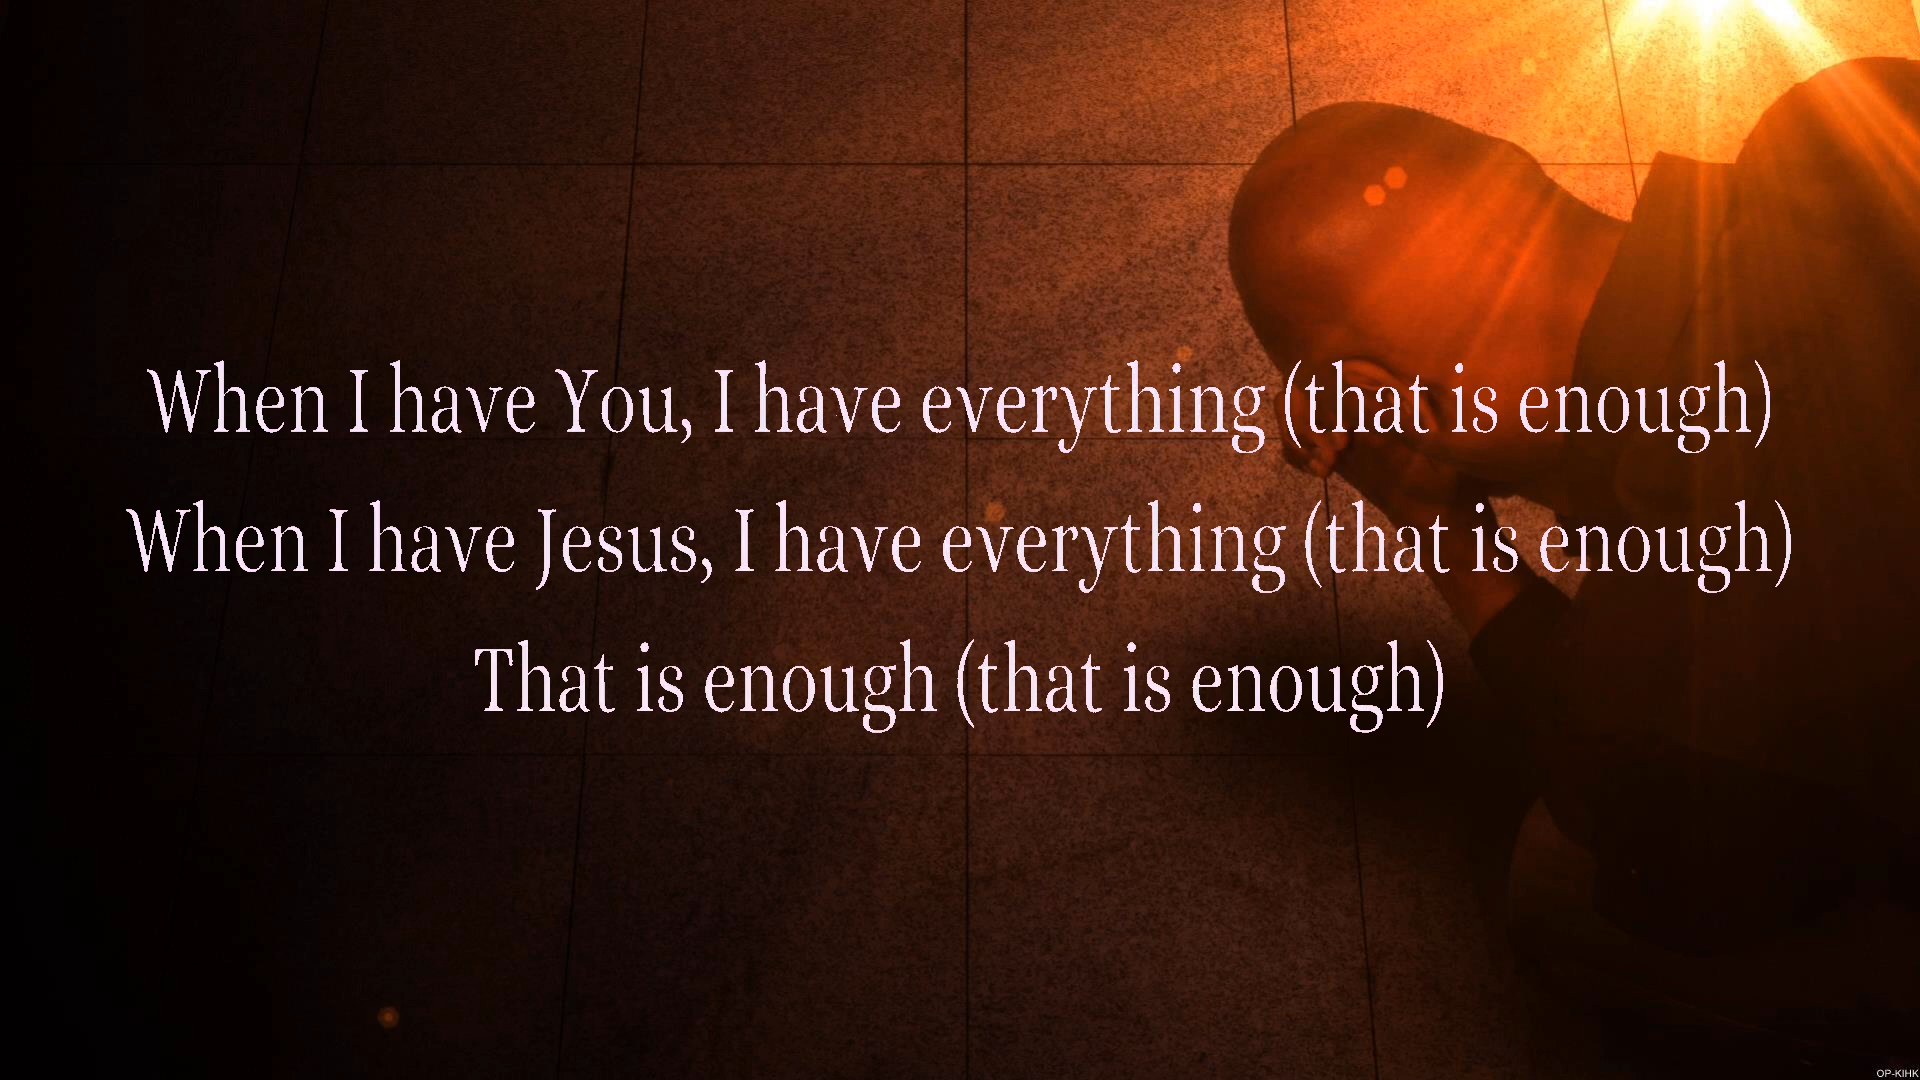 When I have You, I have everything (that is enough)
When I have Jesus, I have everything (that is enough)
That is enough (that is enough)
OP-KIHK